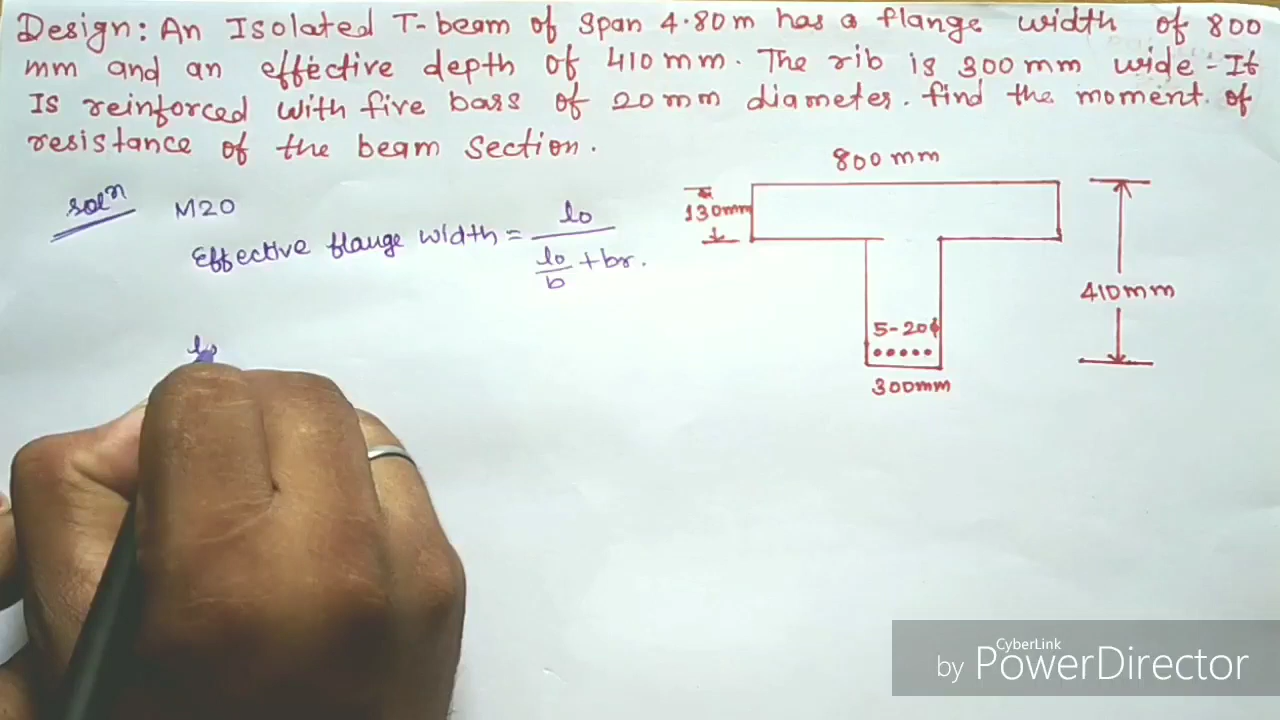 Design: An Isolated T-beam of span 4.80m has a flange width of 800
mm and an effective depth of 410mm. The rib is 300mm wide - It
Is reinforced with five bars of 20mm diameter. find the moment of
resistance of the beam section.
800 mm
soln
M20
130mm
Effective flange width = lo / (lo/b + br.
410mm
5-20ϕ
lo
300mm
CyberLink
by PowerDirector